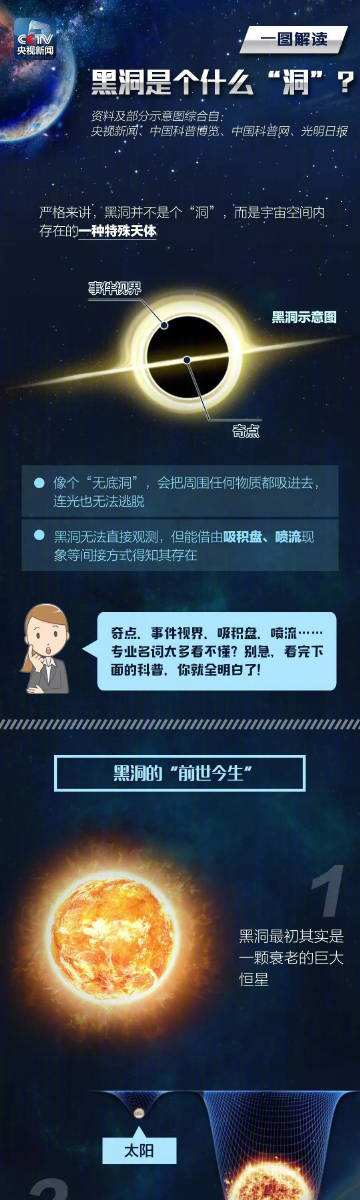 CCTV
央视新闻
一图解读
黑洞是个什么“洞”？
资料及部分示意图综合自：
央视新闻、中国科普博览、中国科普网、光明日报
严格来讲，黑洞并不是个“洞”，而是宇宙空间内
存在的一种特殊天体
事件视界
黑洞示意图
奇点
像个“无底洞”，会把周围任何物质都吸进去，
连光也无法逃脱
黑洞无法直接观测，但能借由吸积盘、喷流现
象等间接方式得知其存在
奇点、事件视界、吸积盘、喷流……
专业名词大多看不懂？别急，看完下
面的科普，你就全明白了！
黑洞的“前世今生”
1
黑洞最初其实是
一颗衰老的巨大
恒星
太阳
2